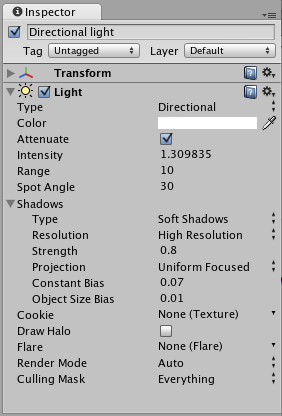 Inspector
Directional light
Tag Untagged Layer Default
Transform
Light
Type Directional
Color
Attenuate
Intensity 1.309835
Range 10
Spot Angle 30
Shadows
Type Soft Shadows
Resolution High Resolution
Strength 0.8
Projection Uniform Focused
Constant Bias 0.07
Object Size Bias 0.01
Cookie None (Texture)
Draw Halo
Flare None (Flare)
Render Mode Auto
Culling Mask Everything